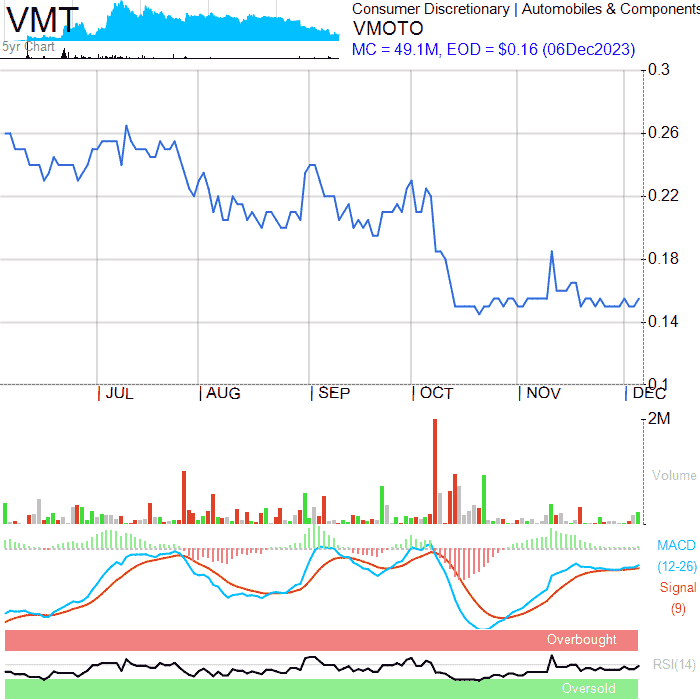 VMT
5yr Chart
Consumer Discretionary | Automobiles & Components
VMOTO
MC = 49.1M, EOD = $0.16 (06Dec2023)
0.3
0.26
0.22
0.18
0.14
0.1
JUL AUG SEP OCT NOV DEC
2M
Volume
MACD
(12-26)
Signal
(9)
Overbought
RSI(14)
Oversold